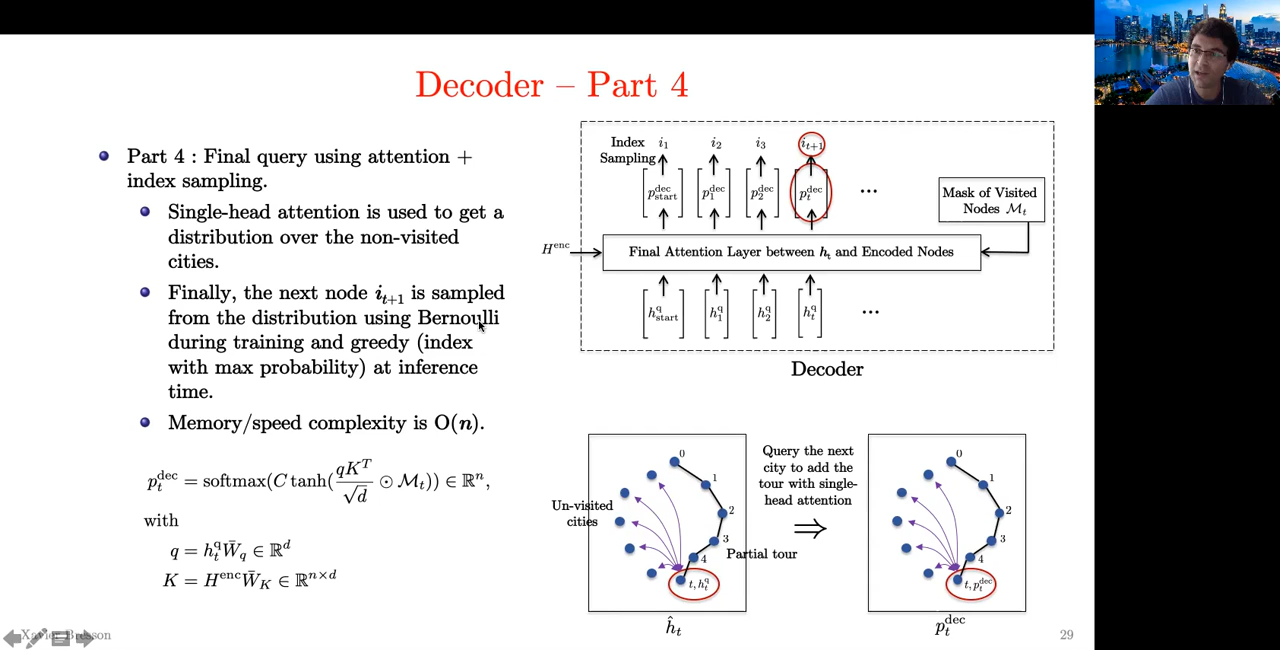 Decoder – Part 4
Part 4 : Final query using attention +
index sampling.
Single-head attention is used to get a
distribution over the non-visited
cities.
Finally, the next node i_{t+1} is sampled
from the distribution using Bernoulli
during training and greedy (index
with max probability) at inference
time.
Memory/speed complexity is O(n).
p_t^{dec} = softmax(C tanh(\frac{qK^T}{\sqrt{d}} ⊙ M_t)) ∈ ℝ^n,
with
q = h_t^q W̄_q ∈ ℝ^d
K = H^{enc} W̄_K ∈ ℝ^{n×d}
Index i_1 i_2 i_3 i_{t+1}
Sampling
p_{start}^{dec} p_1^{dec} p_2^{dec} p_t^{dec} ...
Mask of Visited
Nodes M_t
H^{enc}
Final Attention Layer between h_t and Encoded Nodes
h_{start}^q h_1^q h_2^q h_t^q ...
Decoder
0
1
2
3
4
Un-visited
cities
Partial tour
t, h_t^q
ĥ_t
Query the next
city to add the
tour with single-
head attention
⇒
0
1
2
3
4
t, p_t^{dec}
p_t^{dec}
Xavier Bresson
29